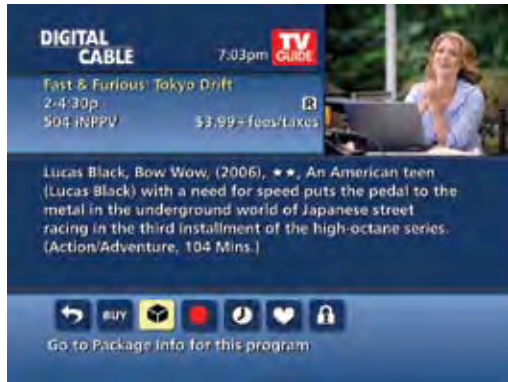 DIGITAL
CABLE
7:03pm
TV
GUIDE
Fast & Furious: Tokyo Drift
2-4:30p
R
504 iNPPV
$3.99+fees/taxes
Lucas Black, Bow Wow, (2006), ★★, An American teen
(Lucas Black) with a need for speed puts the pedal to the
metal in the underground world of Japanese street
racing in the third installment of the high-octane series.
(Action/Adventure, 104 Mins.)
BUY
Go to Package Info for this program